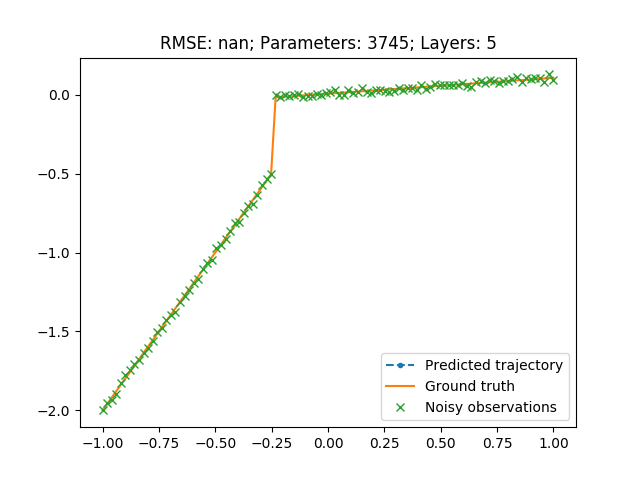 RMSE: nan; Parameters: 3745; Layers: 5
0.0
−0.5
−1.0
−1.5
−2.0
Predicted trajectory
Ground truth
Noisy observations
−1.00 −0.75 −0.50 −0.25 0.00 0.25 0.50 0.75 1.00